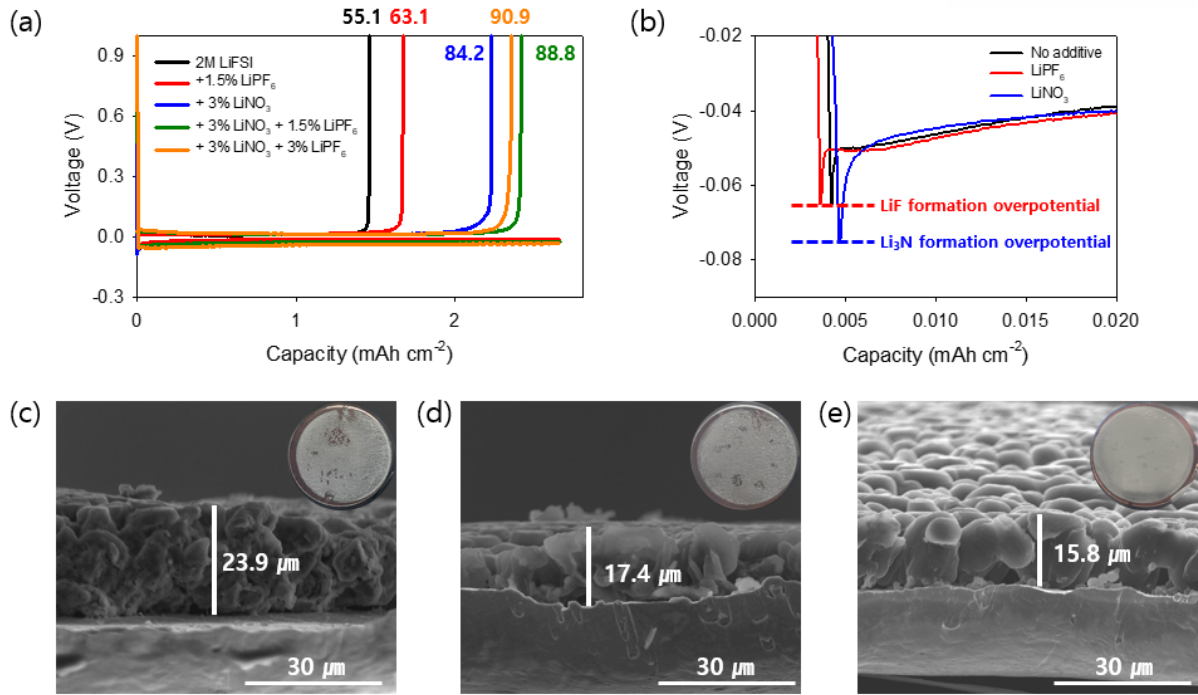 (a)
55.1 63.1 90.9
84.2 88.8
2M LiFSI
+1.5% LiPF₆
+ 3% LiNO₃
+ 3% LiNO₃ + 1.5% LiPF₆
+ 3% LiNO₃ + 3% LiPF₆
Voltage (V)
0.9
0.6
0.3
0.0
-0.3
0 1 2
Capacity (mAh cm⁻²)
(b)
No additive
LiPF₆
LiNO₃
LiF formation overpotential
Li₃N formation overpotential
Voltage (V)
-0.02
-0.04
-0.06
-0.08
0.000 0.005 0.010 0.015 0.020
Capacity (mAh cm⁻²)
(c)
23.9 ㎛
30 ㎛
(d)
17.4 ㎛
30 ㎛
(e)
15.8 ㎛
30 ㎛